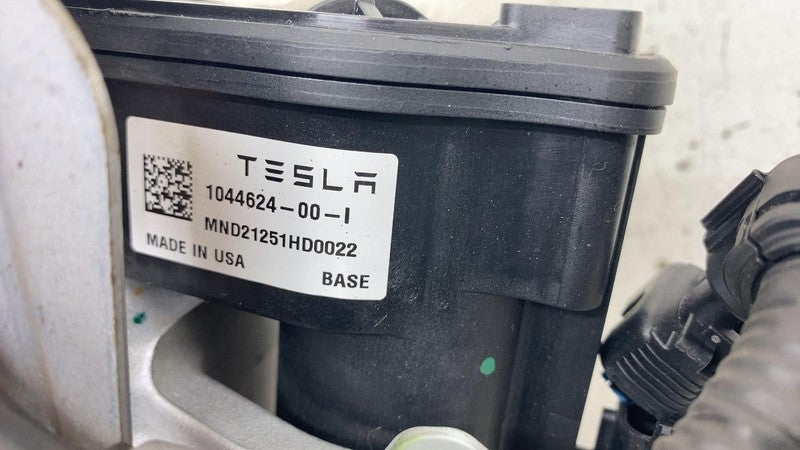 TESLA
1044624-00-I
MND21251HD0022
MADE IN USA
BASE